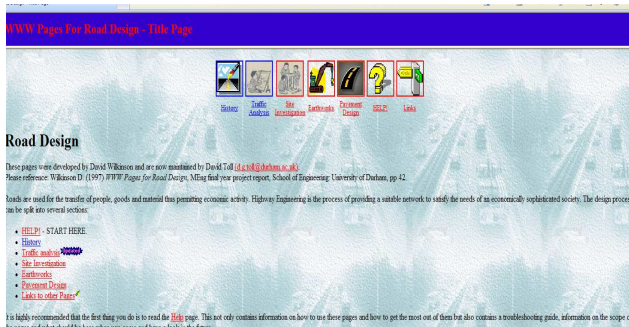 WWW Pages For Road Design - Title Page
History
Traffic Analysis
Site Investigation
Earthworks
Pavement Design
HELP!
Links
Road Design
These pages were developed by David Wilkinson and are now maintained by David Toll (d.g.toll@durham.ac.uk).
Please reference: Wilkinson D. (1997) WWW Pages for Road Design, MEng final year project report, School of Engineering: University of Durham, pp 42.
Roads are used for the transfer of people, goods and material thus permitting economic activity. Highway Engineering is the process of providing a suitable network to satisfy the needs of an economically sophisticated society. The design proces
can be split into several sections:
HELP! - START HERE.
History
Traffic analysis
Site Investigation
Earthworks
Pavement Design
Links to other Pages
It is highly recommended that the first thing you do is to read the Help page. This not only contains information on how to use these pages and how to get the most out of them but also contains a troubleshooting guide, information on the scope o